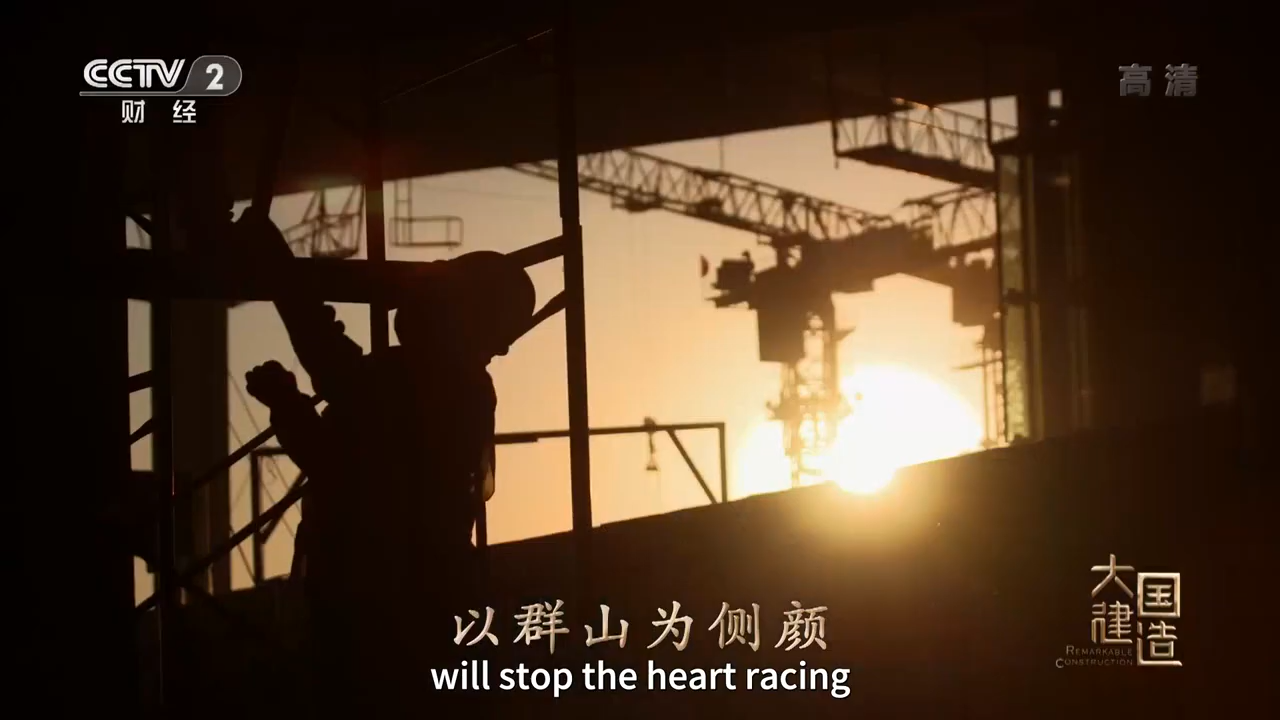 CCTV 2
财经
高清
以群山为侧颜
will stop the heart racing
大国
建造
REMARKABLE
CONSTRUCTION